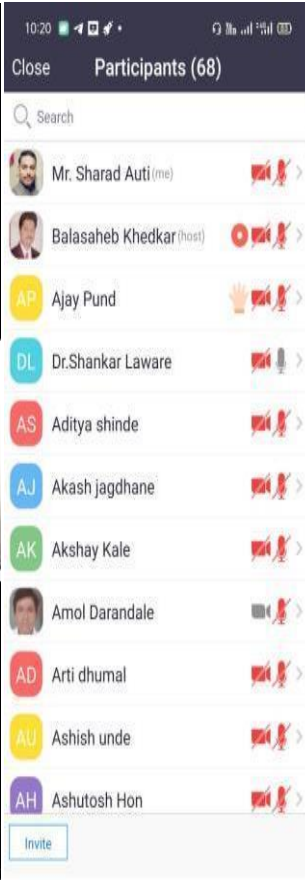 10:20
Close Participants (68)
Search
Mr. Sharad Auti (me)
Balasaheb Khedkar (host)
AP Ajay Pund
DL Dr.Shankar Laware
AS Aditya shinde
AJ Akash jagdhane
AK Akshay Kale
Amol Darandale
AD Arti dhumal
AU Ashish unde
AH Ashutosh Hon
Invite